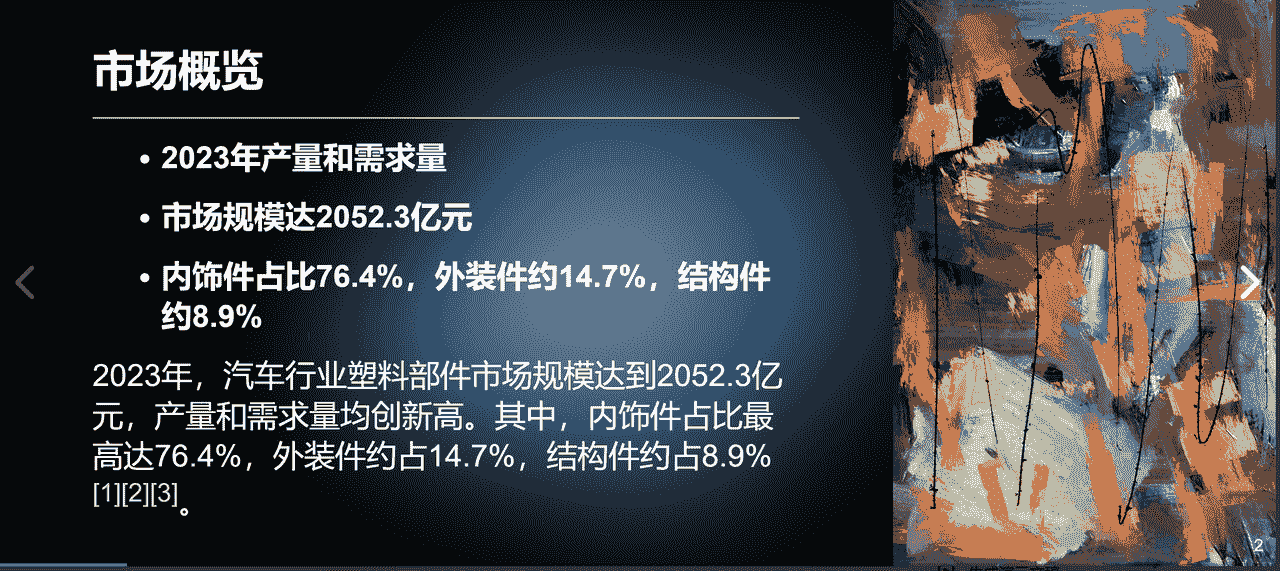 市场概览
• 2023年产量和需求量
• 市场规模达2052.3亿元
• 内饰件占比76.4%，外装件约14.7%，结构件
约8.9%
2023年，汽车行业塑料部件市场规模达到2052.3亿
元，产量和需求量均创新高。其中，内饰件占比最
高达76.4%，外装件约占14.7%，结构件约占8.9%
[1][2][3]。
2